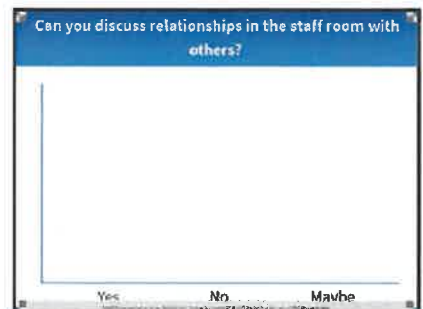 Can you discuss relationships in the staff room with
others?
Yes No Maybe